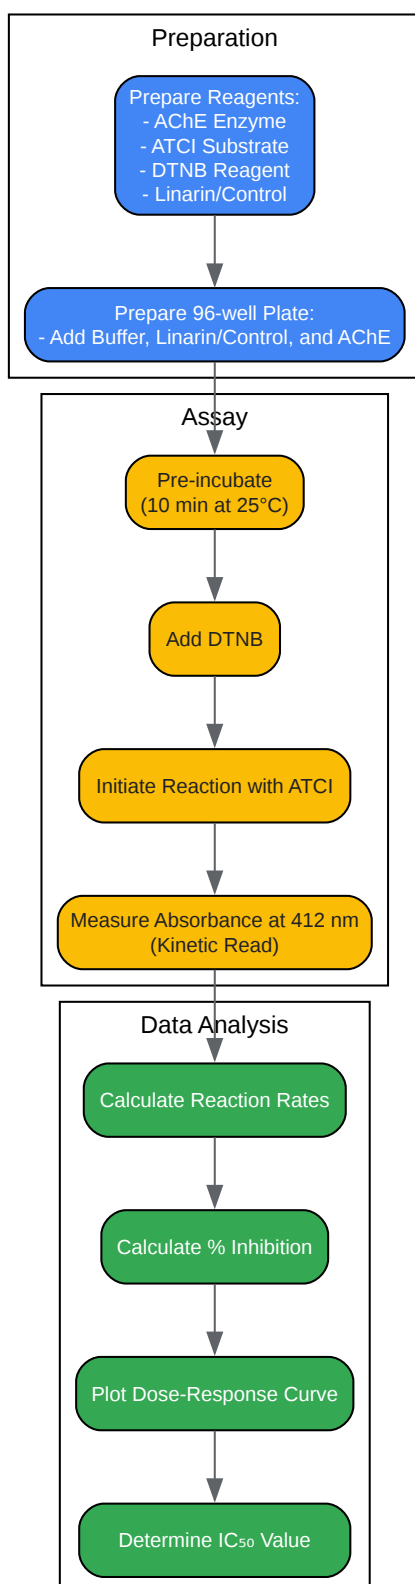 Preparation
Prepare Reagents:
- AChE Enzyme
- ATCI Substrate
- DTNB Reagent
- Linarin/Control
Prepare 96-well Plate:
- Add Buffer, Linarin/Control, and AChE
Assay
Pre-incubate
(10 min at 25°C)
Add DTNB
Initiate Reaction with ATCI
Measure Absorbance at 412 nm
(Kinetic Read)
Data Analysis
Calculate Reaction Rates
Calculate % Inhibition
Plot Dose-Response Curve
Determine IC₅₀ Value